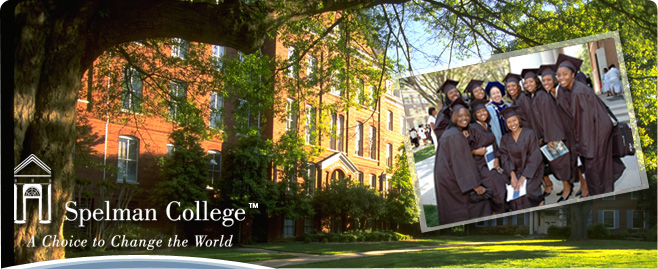 Spelman College™
A Choice to Change the World